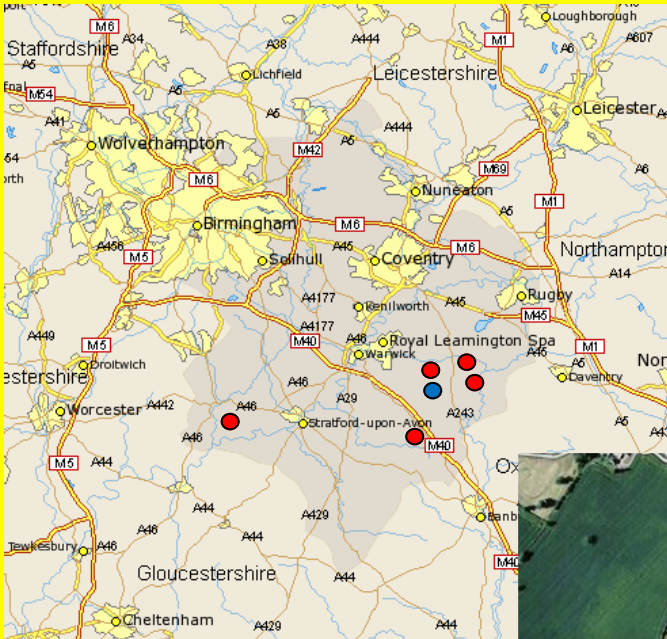 M6
A34
A444
M1
Loughborough
Staffordshire
A38
A6
A607
A5
Lichfield
Leicestershire
A5
M54
A5
Leicester
A41
A444
Wolverhampton
M42
A5
M69
M6
Nuneaton
A6
A5
M1
Birmingham
M6
A45
M6
Northampton
A456
M5
Solihull
Coventry
A14
A4177
Kenilworth
A45
Rugby
M45
A449
M5
A4177
M40
A46
Royal Leamington Spa
M1
Warwick
A45
Droitwich
A46
Daventry
Worcester
A442
A46
A29
A243
A5
Stratford-upon-Avon
A46
M40
M5
A44
A44
A429
Tewkesbury
A46
A44
Gloucestershire
A44
M40
Cheltenham
A429
A44